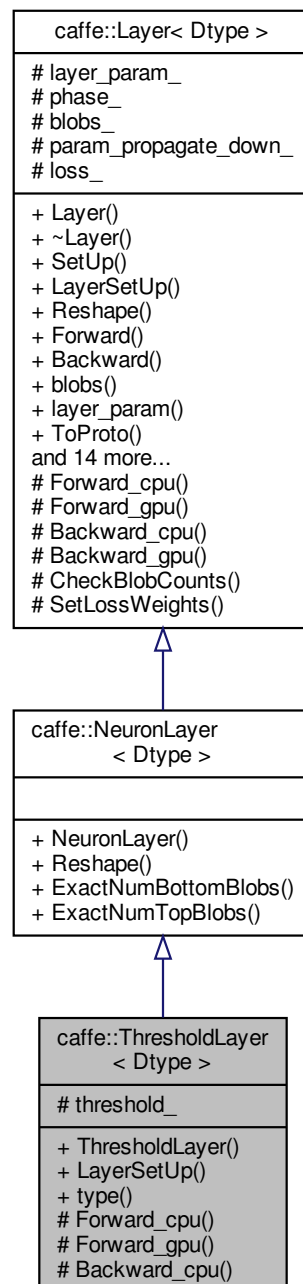 caffe::Layer< Dtype >
# layer_param_
# phase_
# blobs_
# param_propagate_down_
# loss_
+ Layer()
+ ~Layer()
+ SetUp()
+ LayerSetUp()
+ Reshape()
+ Forward()
+ Backward()
+ blobs()
+ layer_param()
+ ToProto()
and 14 more...
# Forward_cpu()
# Forward_gpu()
# Backward_cpu()
# Backward_gpu()
# CheckBlobCounts()
# SetLossWeights()
caffe::NeuronLayer
< Dtype >
+ NeuronLayer()
+ Reshape()
+ ExactNumBottomBlobs()
+ ExactNumTopBlobs()
caffe::ThresholdLayer
< Dtype >
# threshold_
+ ThresholdLayer()
+ LayerSetUp()
+ type()
# Forward_cpu()
# Forward_gpu()
# Backward_cpu()